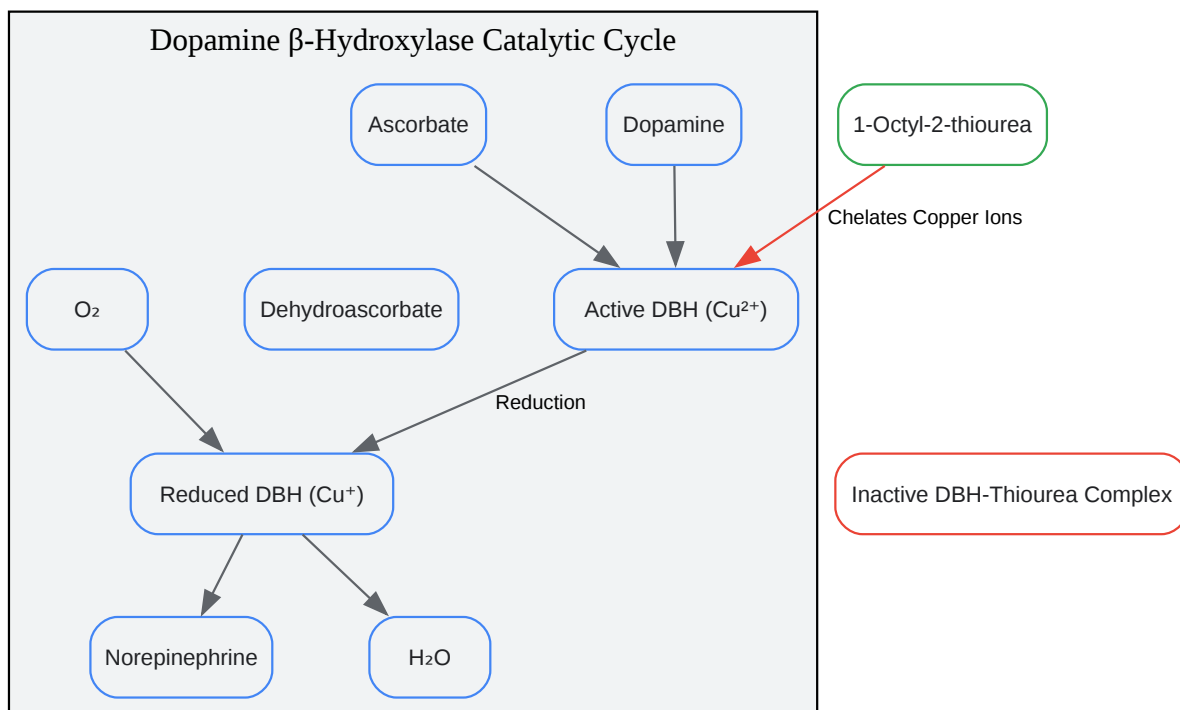 Dopamine β-Hydroxylase Catalytic Cycle
Ascorbate
Dopamine
1-Octyl-2-thiourea
Chelates Copper Ions
O₂
Dehydroascorbate
Active DBH (Cu²⁺)
Reduction
Reduced DBH (Cu⁺)
Inactive DBH-Thiourea Complex
Norepinephrine
H₂O